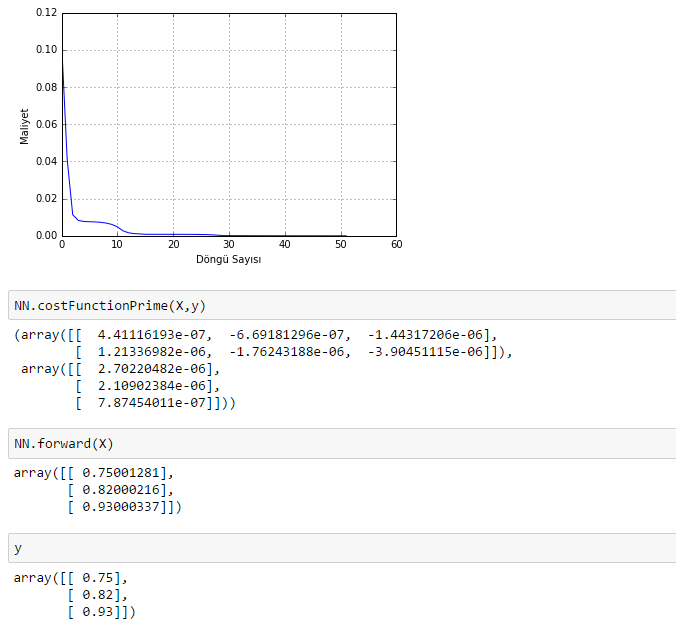 0.12
0.10
0.08
0.06
0.04
0.02
0.00
Maliyet
0 10 20 30 40 50 60
Döngü Sayısı
NN.costFunctionPrime(X,y)
(array([[  4.41116193e-07,  -6.69181296e-07,  -1.44317206e-06],
        [  1.21336982e-06,  -1.76243188e-06,  -3.90451115e-06]]),
 array([[  2.70220482e-06],
        [  2.10902384e-06],
        [  7.87454011e-07]]))
NN.forward(X)
array([[ 0.75001281],
       [ 0.82000216],
       [ 0.93000337]])
y
array([[ 0.75],
       [ 0.82],
       [ 0.93]])